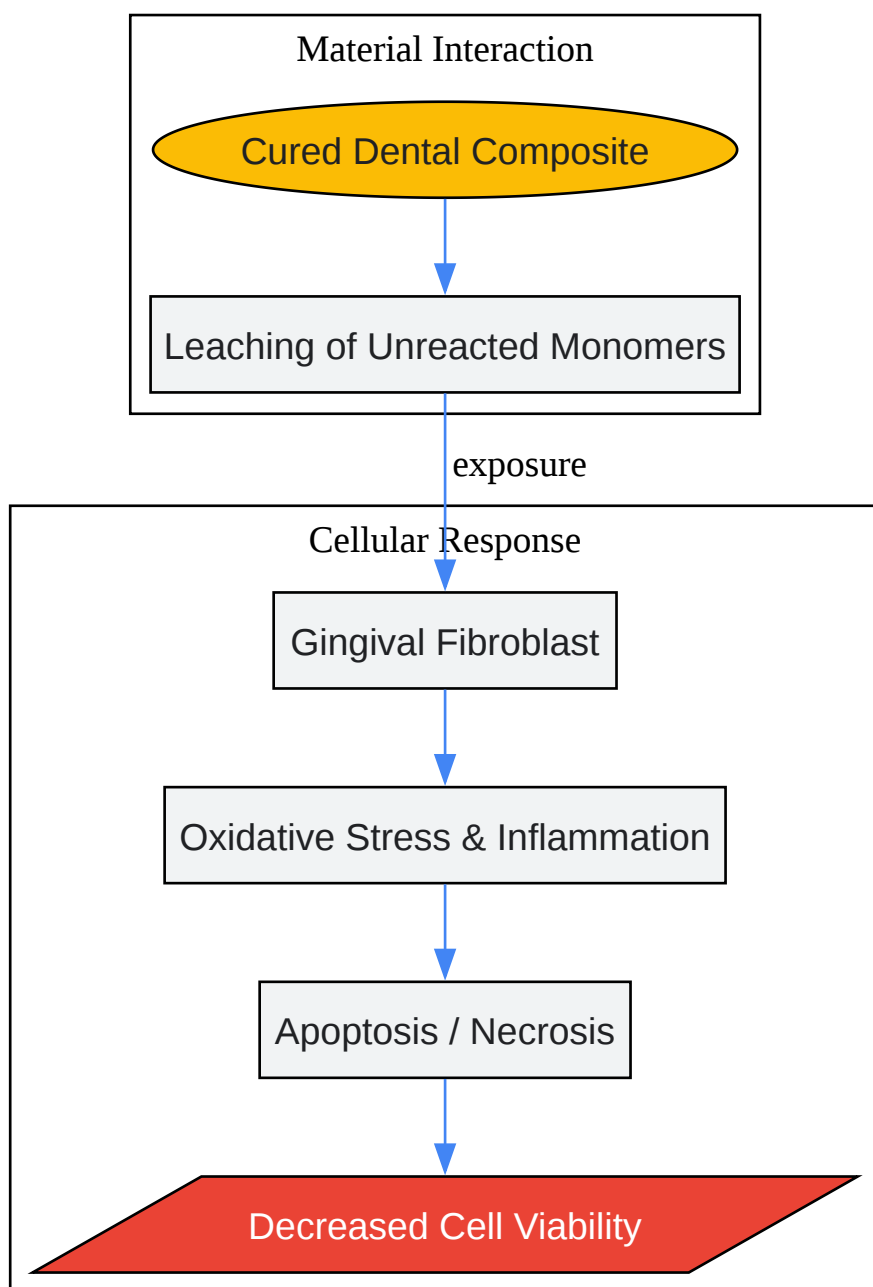 Material Interaction
Cured Dental Composite
Leaching of Unreacted Monomers
exposure
Cellular Response
Gingival Fibroblast
Oxidative Stress & Inflammation
Apoptosis / Necrosis
Decreased Cell Viability